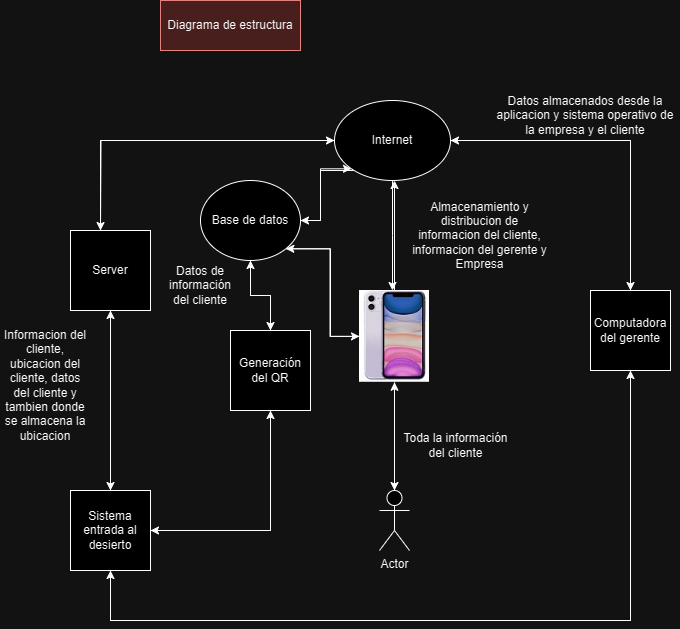 Diagrama de estructura
Datos almacenados desde la
aplicacion y sistema operativo de
la empresa y el cliente
Internet
Base de datos
Almacenamiento y
distribucion de
informacion del cliente,
informacion del gerente y
Empresa
Server
Datos de
información
del cliente
Computadora
del gerente
Informacion del
cliente,
ubicacion del
cliente, datos
del cliente y
tambien donde
se almacena la
ubicacion
Generación
del QR
Toda la información
del cliente
Sistema
entrada al
desierto
Actor